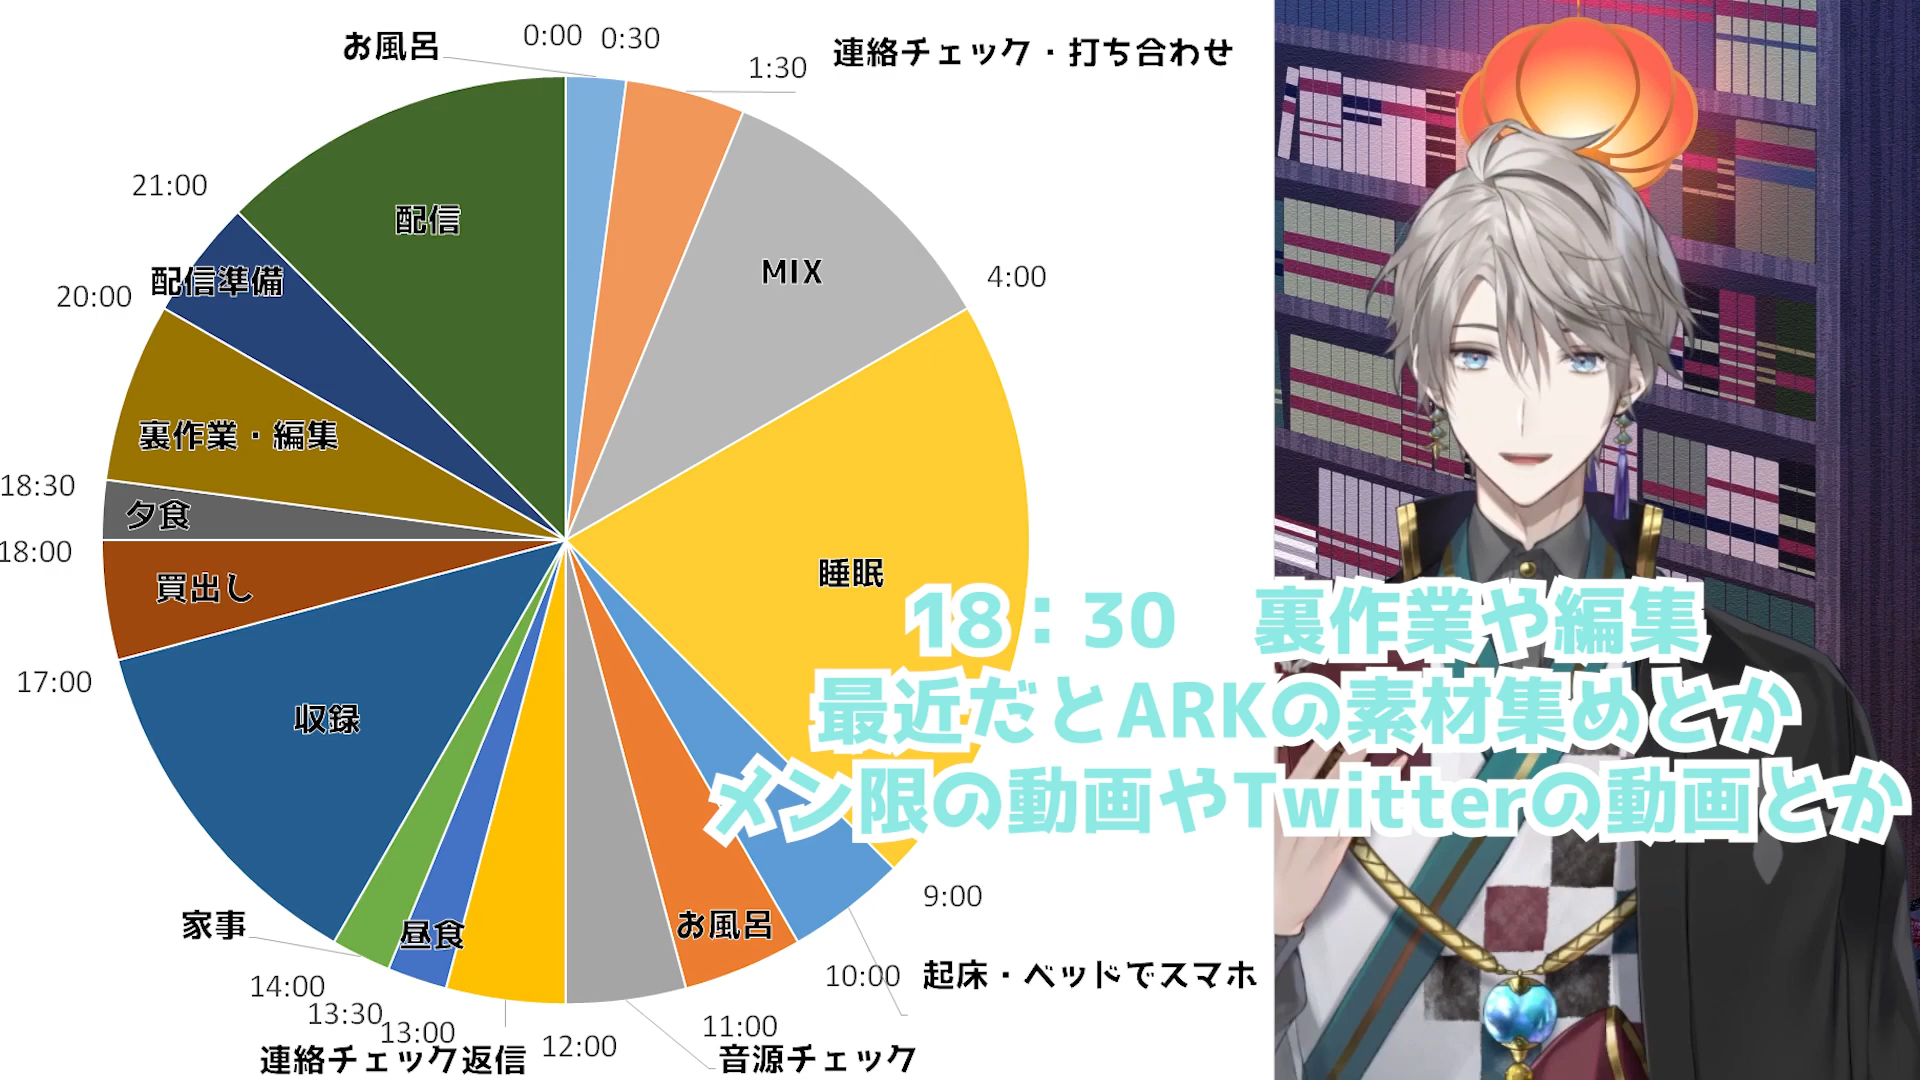 お風呂
0:00
0:30
1:30
連絡チェック・打ち合わせ
21:00
配信
MIX
4:00
20:00
配信準備
裏作業・編集
18:30
夕食
18:00
買出し
睡眠
18：30　裏作業や編集
最近だとARKの素材集めとか
メン限の動画やTwitterの動画とか
17:00
収録
9:00
家事
昼食
お風呂
10:00
起床・ベッドでスマホ
14:00
13:30
13:00
11:00
12:00
連絡チェック返信
音源チェック